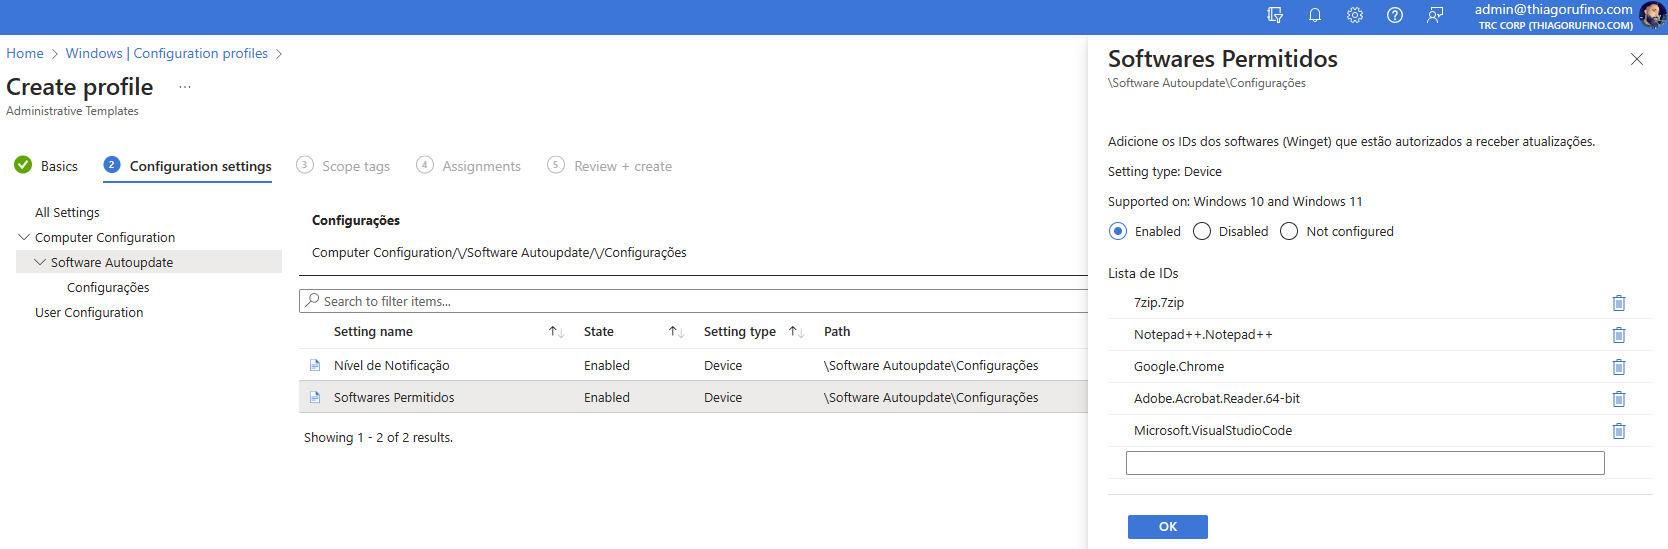 admin@thiagorufino.com
TRC CORP (THIAGORUFINO.COM)
Home > Windows | Configuration profiles >
Create profile ...
Administrative Templates
Basics
2 Configuration settings
3 Scope tags
4 Assignments
5 Review + create
All Settings
Computer Configuration
Software Autoupdate
Configurações
User Configuration
Configurações
Computer Configuration/\/Software Autoupdate/\/Configurações
Search to filter items...
Setting name State Setting type Path
Nível de Notificação Enabled Device \Software Autoupdate\Configurações
Softwares Permitidos Enabled Device \Software Autoupdate\Configurações
Showing 1 - 2 of 2 results.
Softwares Permitidos
\Software Autoupdate\Configurações
Adicione os IDs dos softwares (Winget) que estão autorizados a receber atualizações.
Setting type: Device
Supported on: Windows 10 and Windows 11
Enabled Disabled Not configured
Lista de IDs
7zip.7zip
Notepad++.Notepad++
Google.Chrome
Adobe.Acrobat.Reader.64-bit
Microsoft.VisualStudioCode
OK